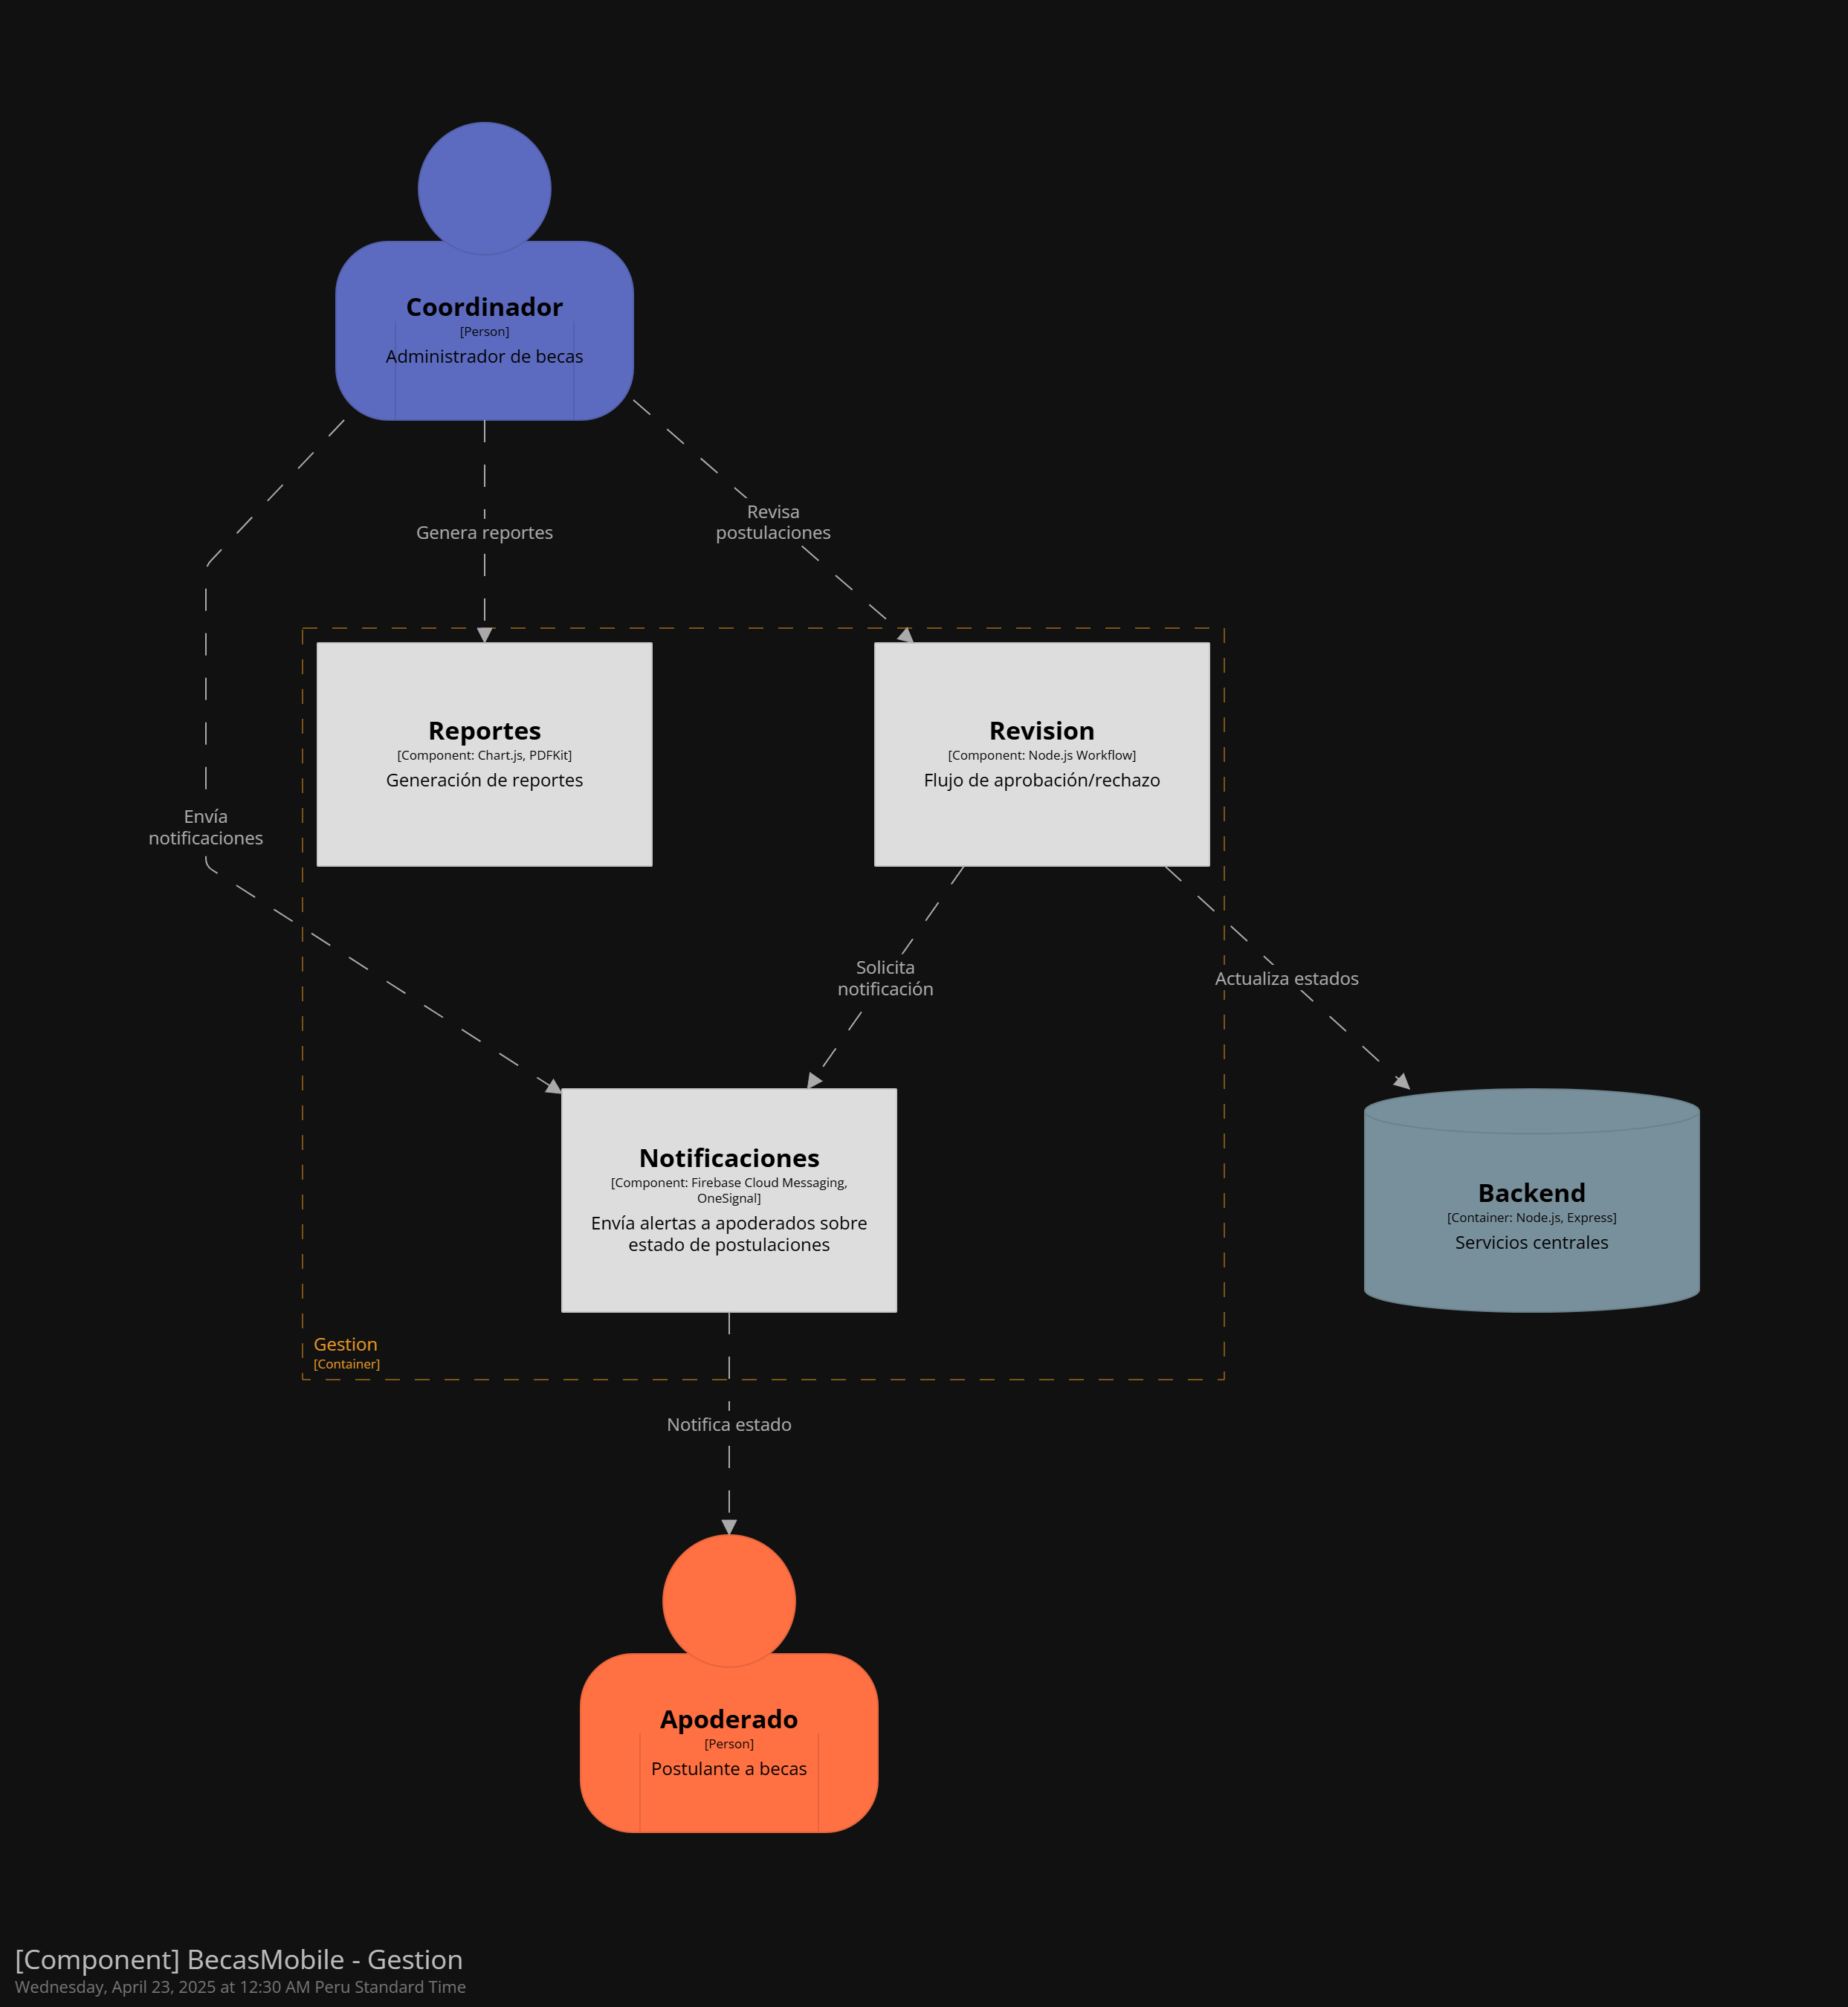 Coordinador
[Person]
Administrador de becas
Genera reportes
Revisa
postulaciones
Reportes
[Component: Chart.js, PDFKit]
Generación de reportes
Revision
[Component: Node.js Workflow]
Flujo de aprobación/rechazo
Envía
notificaciones
Solicita
notificación
Actualiza estados
Notificaciones
[Component: Firebase Cloud Messaging,
OneSignal]
Envía alertas a apoderados sobre
estado de postulaciones
Backend
[Container: Node.js, Express]
Servicios centrales
Gestion
[Container]
Notifica estado
Apoderado
[Person]
Postulante a becas
[Component] BecasMobile - Gestion
Wednesday, April 23, 2025 at 12:30 AM Peru Standard Time